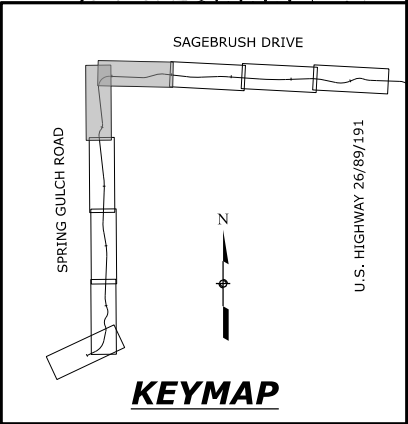 SAGEBRUSH DRIVE
SPRING GULCH ROAD
U.S. HIGHWAY 26/89/191
N
KEYMAP